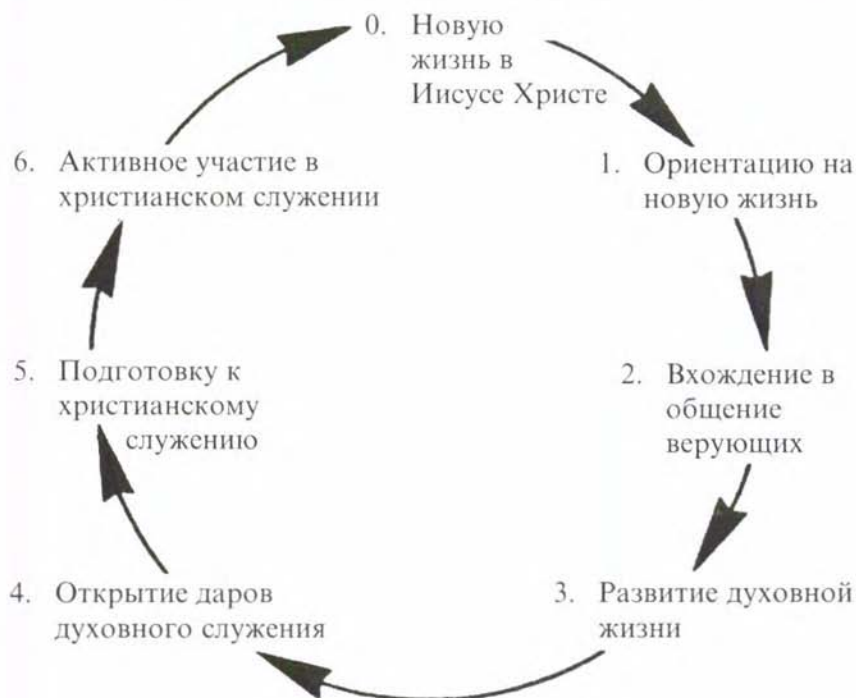 0. Новую
жизнь в
Иисусе Христе
1. Ориентацию на
новую жизнь
2. Вхождение в
общение
верующих
3. Развитие духовной
жизни
4. Открытие даров
духовного служения
5. Подготовку к
христианскому
служению
6. Активное участие в
христианском служении